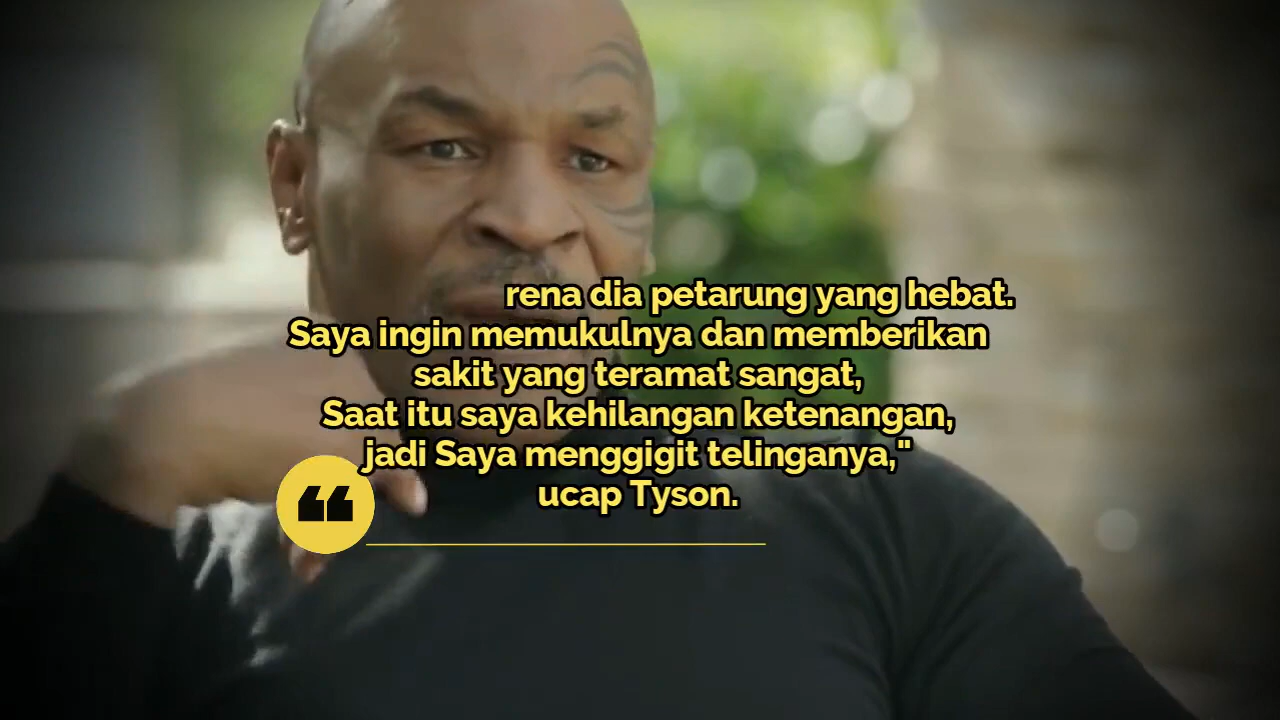 rena dia petarung yang hebat.
Saya ingin memukulnya dan memberikan
sakit yang teramat sangat,
Saat itu saya kehilangan ketenangan,
jadi Saya menggigit telinganya,"
ucap Tyson.